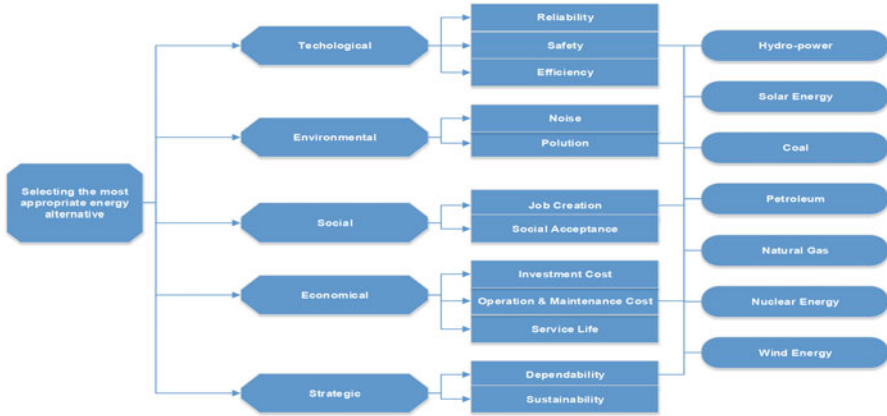 Selecting the most
appropriate energy
alternative
Techological
Environmental
Social
Economical
Strategic
Reliability
Safety
Efficiency
Noise
Polution
Job Creation
Social Acceptance
Investment Cost
Operation & Maintenance Cost
Service Life
Dependability
Sustainability
Hydro-power
Solar Energy
Coal
Petroleum
Natural Gas
Nuclear Energy
Wind Energy